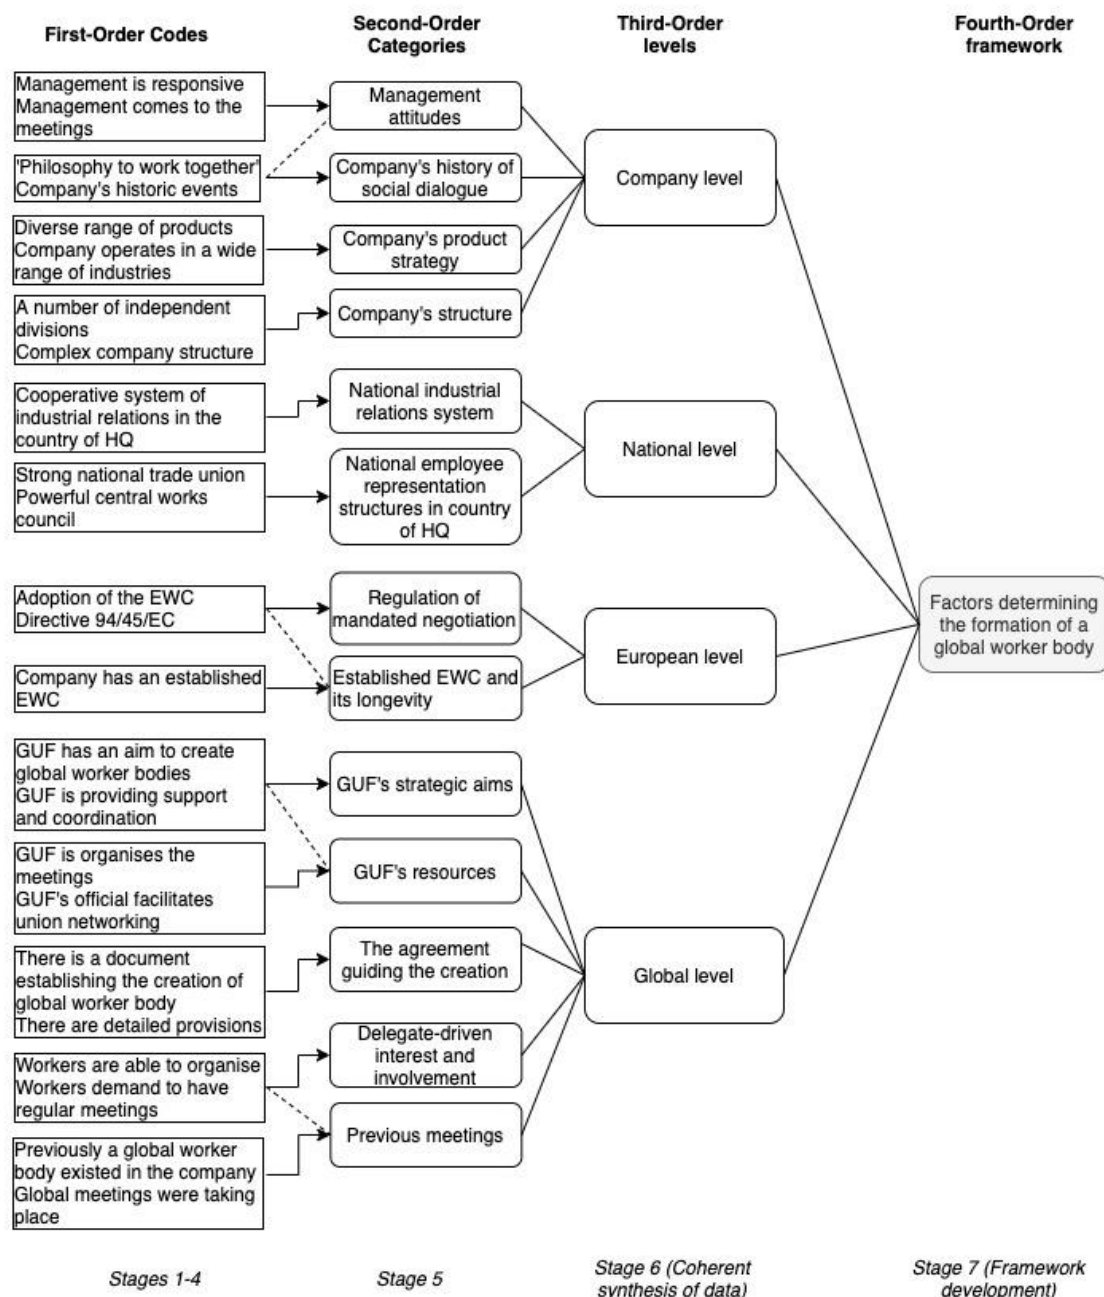 First-Order Codes
Second-Order
Categories
Third-Order
levels
Fourth-Order
framework
Management is responsive
Management comes to the
meetings
'Philosophy to work together'
Company's historic events
Diverse range of products
Company operates in a wide
range of industries
A number of independent
divisions
Complex company structure
Cooperative system of
industrial relations in the
country of HQ
Strong national trade union
Powerful central works
council
Adoption of the EWC
Directive 94/45/EC
Company has an established
EWC
GUF has an aim to create
global worker bodies
GUF is providing support
and coordination
GUF is organises the
meetings
GUF's official facilitates
union networking
There is a document
establishing the creation of
global worker body
There are detailed provisions
Workers are able to organise
Workers demand to have
regular meetings
Previously a global worker
body existed in the company
Global meetings were taking
place
Management
attitudes
Company's history of
social dialogue
Company's product
strategy
Company's structure
National industrial
relations system
National employee
representation
structures in country
of HQ
Regulation of
mandated negotiation
Established EWC and
its longevity
GUF's strategic aims
GUF's resources
The agreement
guiding the creation
Delegate-driven
interest and
involvement
Previous meetings
Company level
National level
European level
Global level
Factors determining
the formation of a
global worker body
Stages 1-4
Stage 5
Stage 6 (Coherent
synthesis of data)
Stage 7 (Framework
development)